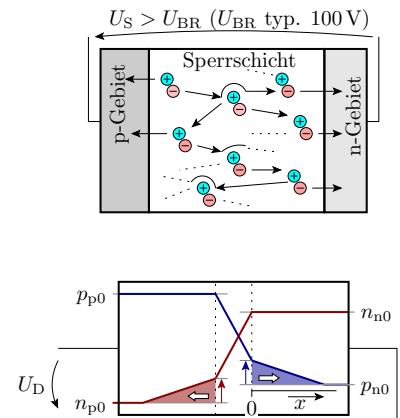 U_S > U_BR (U_BR typ. 100 V)
Sperrschicht
p-Gebiet
n-Gebiet
p_p0
n_n0
U_D
p_n0
n_p0
0
x